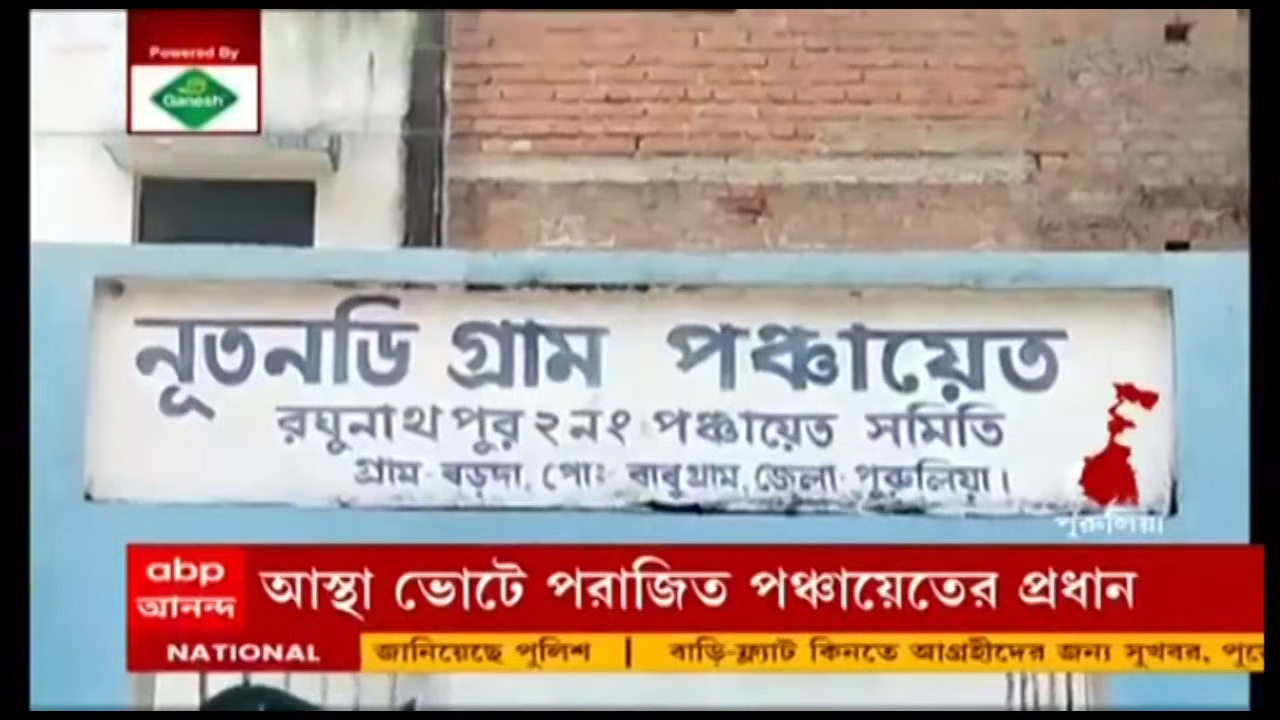 Powered By
Ganesh
নূতনডি গ্রাম পঞ্চায়েত
রঘুনাথপুর ২নং পঞ্চায়েত সমিতি
গ্রাম- বড়দা, পোঃ বাবুগ্রাম, জেলা- পুরুলিয়া।
পুরুলিয়া
abp
আনন্দ
আস্থা ভোটে পরাজিত পঞ্চায়েতের প্রধান
NATIONAL
জানিয়েছে পুলিশ | বাড়ি-ফ্ল্যাট কিনতে আগ্রহীদের জন্য সুখবর,